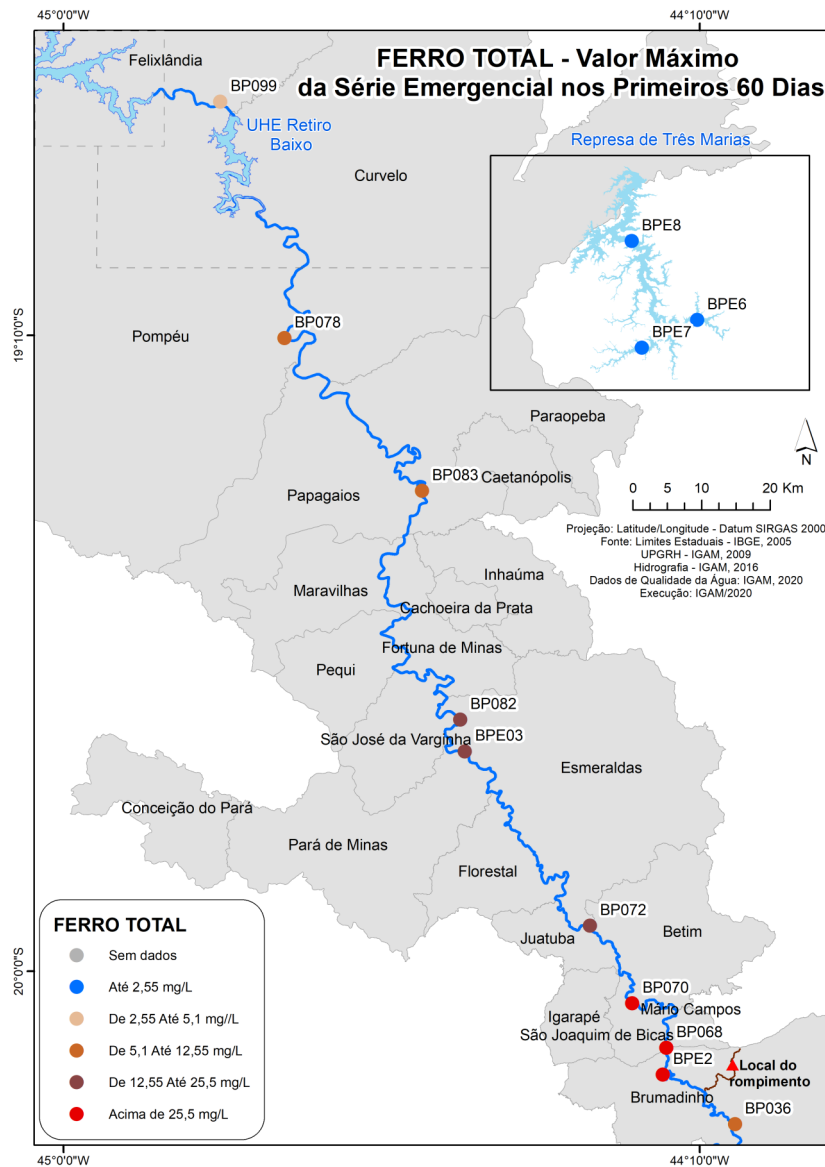 45°0'0"W
44°10'0"W
FERRO TOTAL - Valor Máximo
da Série Emergencial nos Primeiros 60 Dias
Felixlândia
BP099
UHE Retiro
Baixo
Represa de Três Marias
Curvelo
BPE8
BPE6
BPE7
19°10'0"S
Pompéu
BP078
Paraopeba
N
BP083
Caetanópolis
Papagaios
0 5 10 20 Km
Projeção: Latitude/Longitude - Datum SIRGAS 2000
Fonte: Limites Estaduais - IBGE, 2005
UPGRH - IGAM, 2009
Hidrografia - IGAM, 2016
Dados de Qualidade da Água: IGAM, 2020
Execução: IGAM/2020
Inhaúma
Maravilhas
Cachoeira da Prata
Fortuna de Minas
Pequi
BP082
São José da Varginha
BPE03
Esmeraldas
Conceição do Pará
Pará de Minas
Florestal
BP072
Juatuba
Betim
20°0'0"S
BP070
Mário Campos
Igarapé
São Joaquim de Bicas
BP068
BPE2
Local do
rompimento
Brumadinho
BP036
FERRO TOTAL
Sem dados
Até 2,55 mg/L
De 2,55 Até 5,1 mg//L
De 5,1 Até 12,55 mg/L
De 12,55 Até 25,5 mg/L
Acima de 25,5 mg/L
45°0'0"W
44°10'0"W